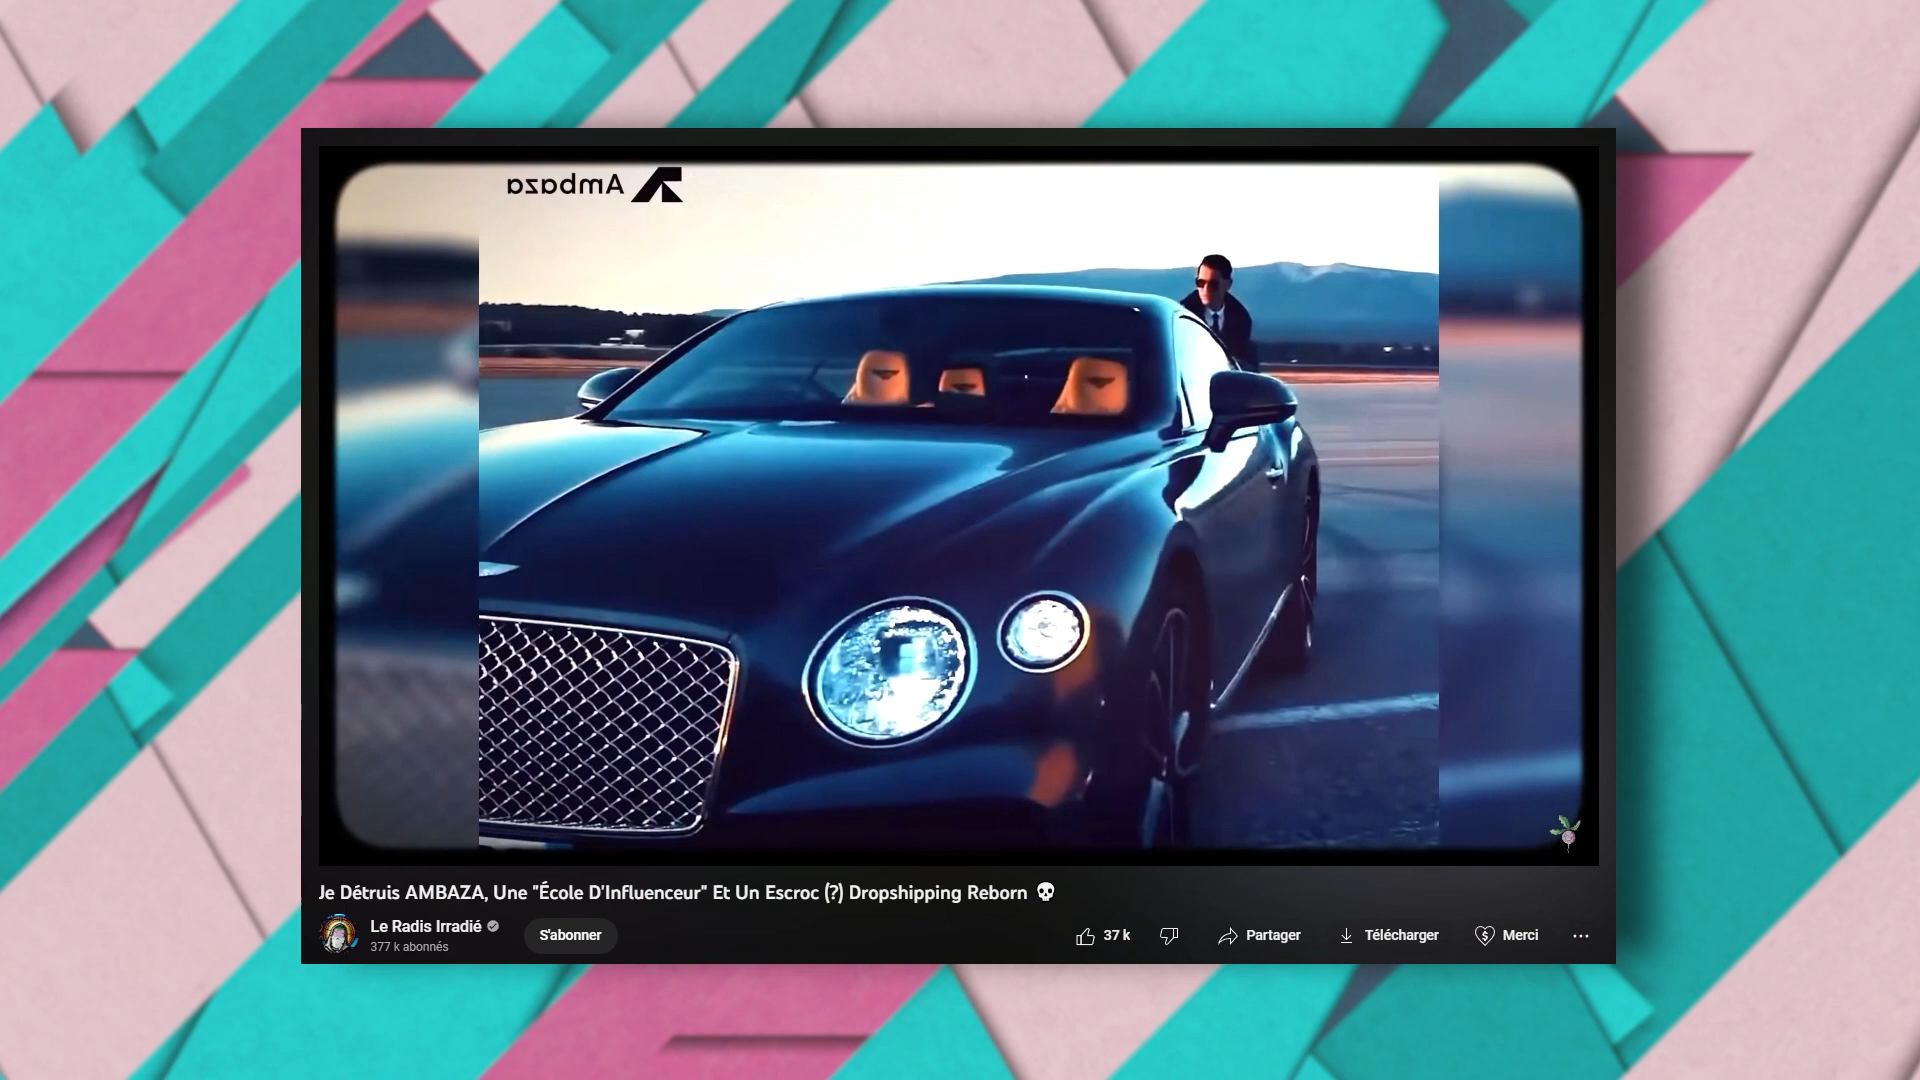 Ambaza
Je Détruis AMBAZA, Une "École D'Influenceur" Et Un Escroc (?) Dropshipping Reborn 💀
Le Radis Irradié
377 k abonnés
S'abonner
37 k
Partager
Télécharger
Merci